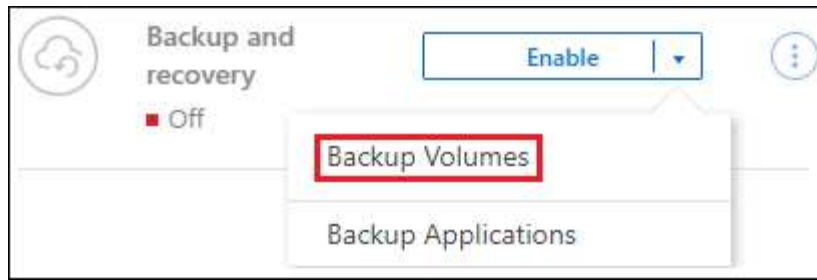 Backup and
recovery
Enable
Off
Backup Volumes
Backup Applications